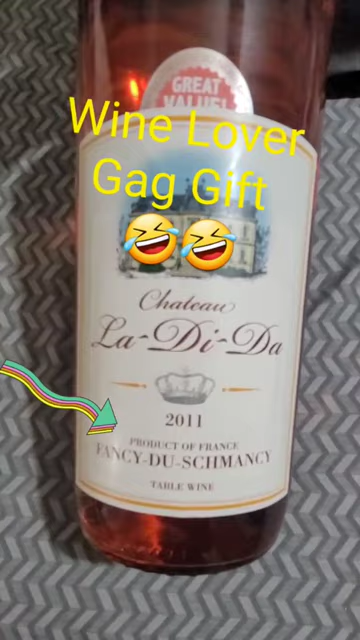 GREAT
VALUE!
Wine Lover
Gag Gift
Chateau
La-Di-Da
2011
PRODUCT OF FRANCE
FANCY-DU-SCHMANCY
TABLE WINE